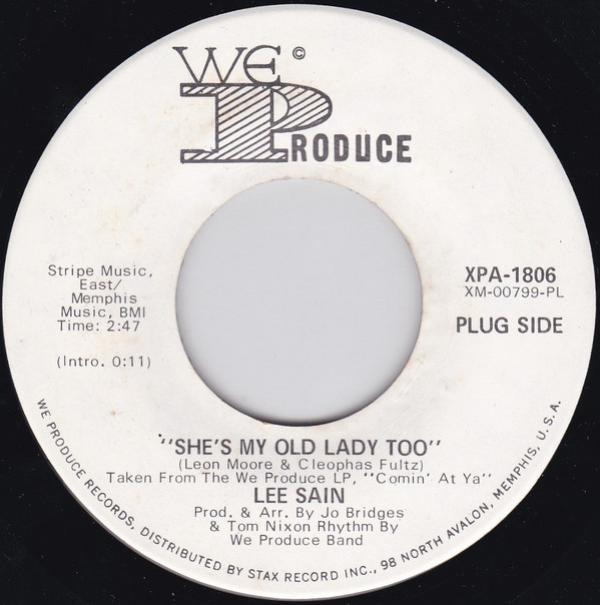 WE ©
PRODUCE
Stripe Music,
East/
Memphis
Music, BMI
Time: 2:47
(Intro. 0:11)
XPA-1806
XM-00799-PL
PLUG SIDE
"SHE'S MY OLD LADY TOO"
(Leon Moore & Cleophas Fultz)
Taken From The We Produce LP, "Comin' At Ya"
LEE SAIN
Prod. & Arr. By Jo Bridges
& Tom Nixon Rhythm By
We Produce Band
WE PRODUCE RECORDS, DISTRIBUTED BY STAX RECORD INC., 98 NORTH AVALON, MEMPHIS, U.S.A.